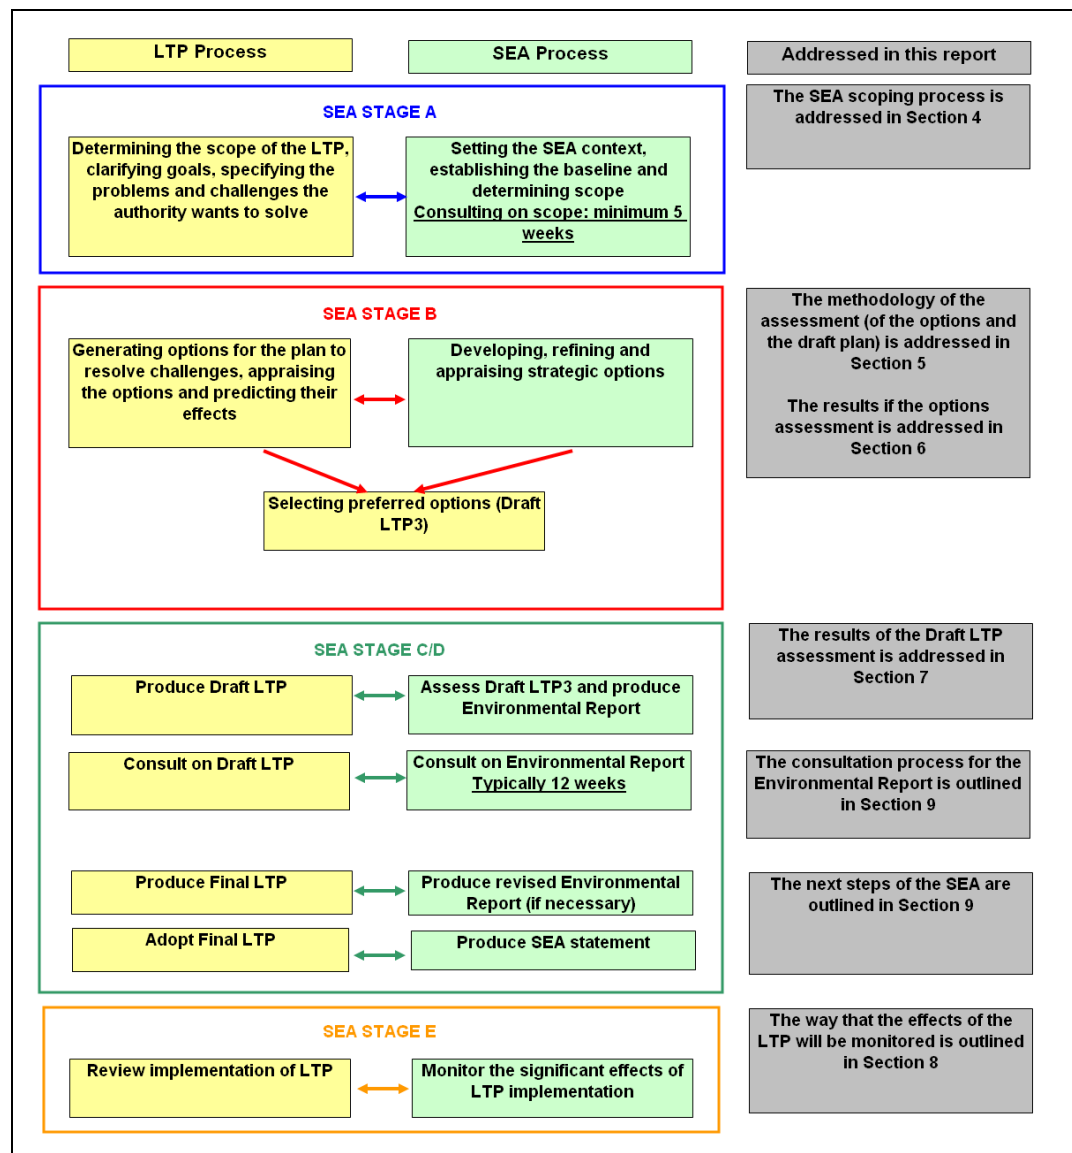 LTP Process
SEA Process
Addressed in this report
SEA STAGE A
Determining the scope of the LTP,
clarifying goals, specifying the
problems and challenges the
authority wants to solve
Setting the SEA context,
establishing the baseline and
determining scope
Consulting on scope: minimum 5
weeks
The SEA scoping process is
addressed in Section 4
SEA STAGE B
Generating options for the plan to
resolve challenges, appraising
the options and predicting their
effects
Developing, refining and
appraising strategic options
Selecting preferred options (Draft
LTP3)
The methodology of the
assessment (of the options and
the draft plan) is addressed in
Section 5
The results if the options
assessment is addressed in
Section 6
SEA STAGE C/D
Produce Draft LTP
Assess Draft LTP3 and produce
Environmental Report
The results of the Draft LTP
assessment is addressed in
Section 7
Consult on Draft LTP
Consult on Environmental Report
Typically 12 weeks
The consultation process for the
Environmental Report is outlined
in Section 9
Produce Final LTP
Produce revised Environmental
Report (if necessary)
The next steps of the SEA are
outlined in Section 9
Adopt Final LTP
Produce SEA statement
SEA STAGE E
Review implementation of LTP
Monitor the significant effects of
LTP implementation
The way that the effects of the
LTP will be monitored is outlined
in Section 8